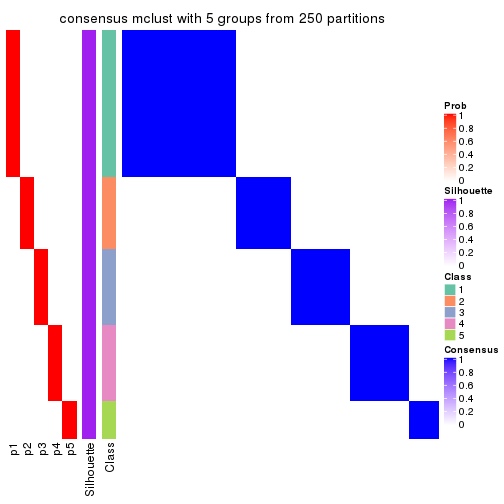 consensus mclust with 5 groups from 250 partitions
Prob
1
0.8
0.6
0.4
0.2
0
Silhouette
1
0.8
0.6
0.4
0.2
0
Class
1
2
3
4
5
Consensus
1
0.8
0.6
0.4
0.2
0
p1
p2
p3
p4
p5
Silhouette
Class